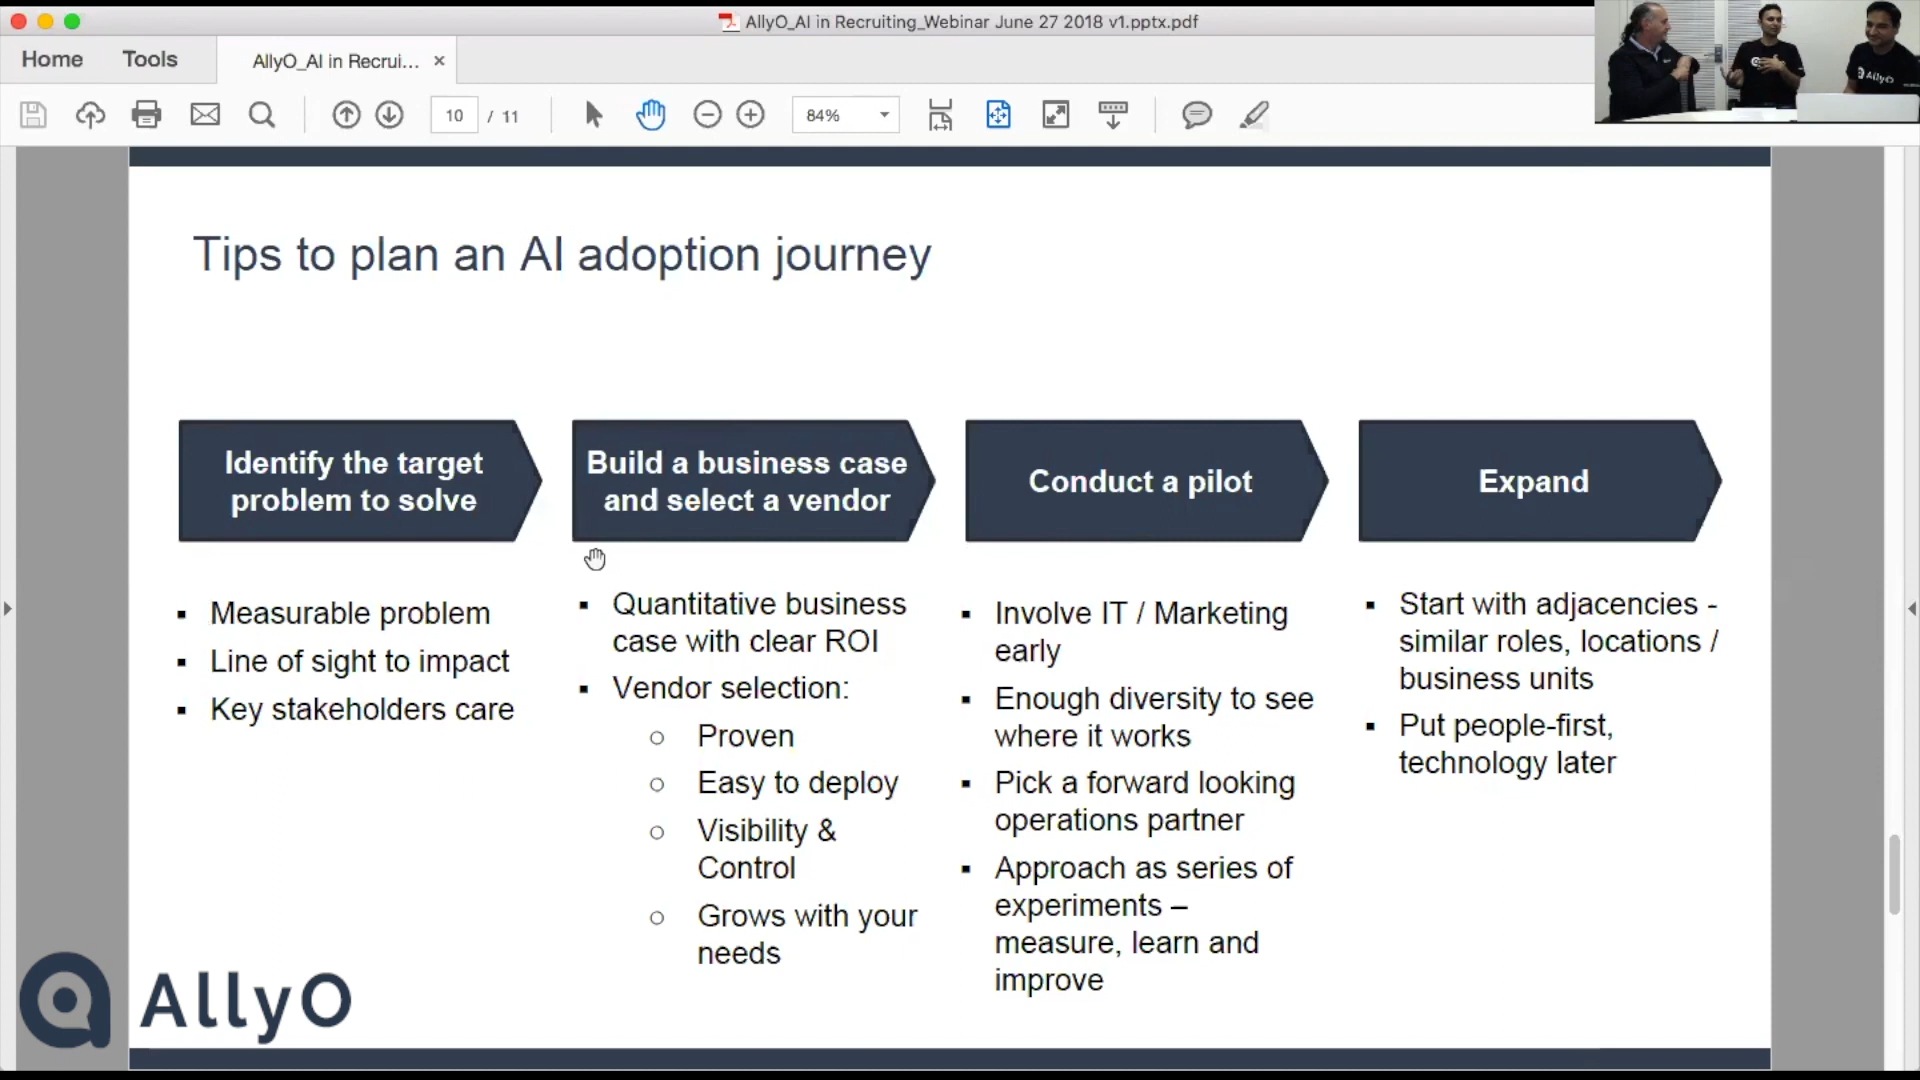 AllyO_AI in Recruiting_Webinar June 27 2018 v1.pptx.pdf
Home
Tools
AllyO_AI in Recrui... ×
10 / 11
84%
AllyO
Tips to plan an AI adoption journey
Identify the target
problem to solve
▪ Measurable problem
▪ Line of sight to impact
▪ Key stakeholders care
Build a business case
and select a vendor
▪ Quantitative business
case with clear ROI
▪ Vendor selection:
○ Proven
○ Easy to deploy
○ Visibility &
Control
○ Grows with your
needs
Conduct a pilot
▪ Involve IT / Marketing
early
▪ Enough diversity to see
where it works
▪ Pick a forward looking
operations partner
▪ Approach as series of
experiments –
measure, learn and
improve
Expand
▪ Start with adjacencies -
similar roles, locations /
business units
▪ Put people-first,
technology later
AllyO